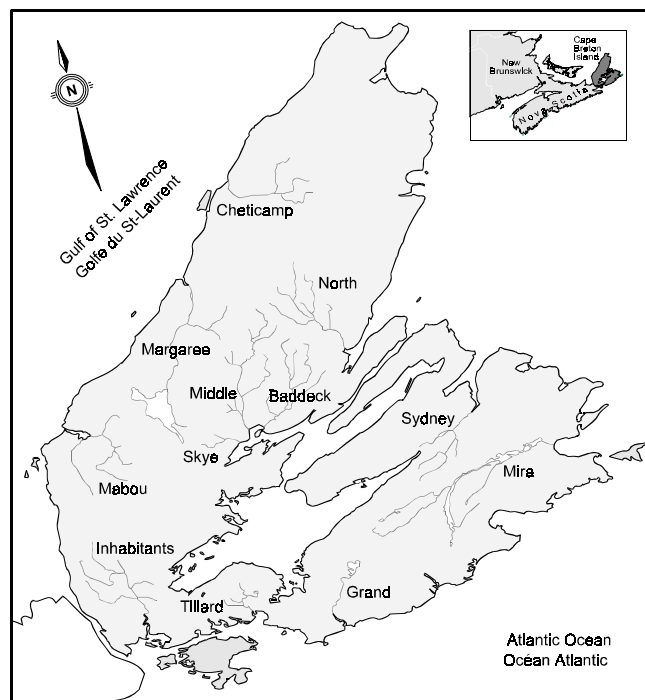 Cape
Breton
Island
New
Brunswick
Nova Scotia
N
Gulf of St. Lawrence
Golfe du St-Laurent
Cheticamp
North
Margaree
Middle
Baddeck
Sydney
Skye
Mira
Mabou
Inhabitants
Tillard
Grand
Atlantic Ocean
Océan Atlantic